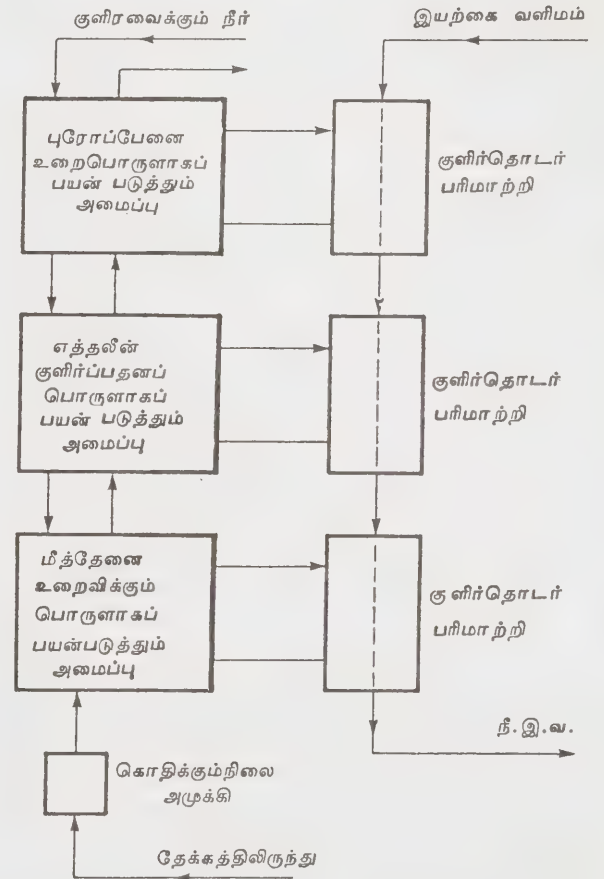 குளிரவைக்கும் நீர்
இயற்கை வளிமம்
புரோப்பேனை
உறைபொருளாகப்
பயன் படுத்தும்
அமைப்பு
குளிர்தொடர்
பரிமாற்றி
எத்தலீன்
குளிர்ப்பதனப்
பொருளாகப்
பயன் படுத்தும்
அமைப்பு
குளிர்தொடர்
பரிமாற்றி
மீத்தேனை
உறைவிக்கும்
பொருளாகப்
பயன்படுத்தும்
அமைப்பு
குளிர்தொடர்
பரிமாற்றி
நீ.இ.வ.
கொதிக்கும்நிலை
அமுக்கி
தேக்கத்திலிருந்து